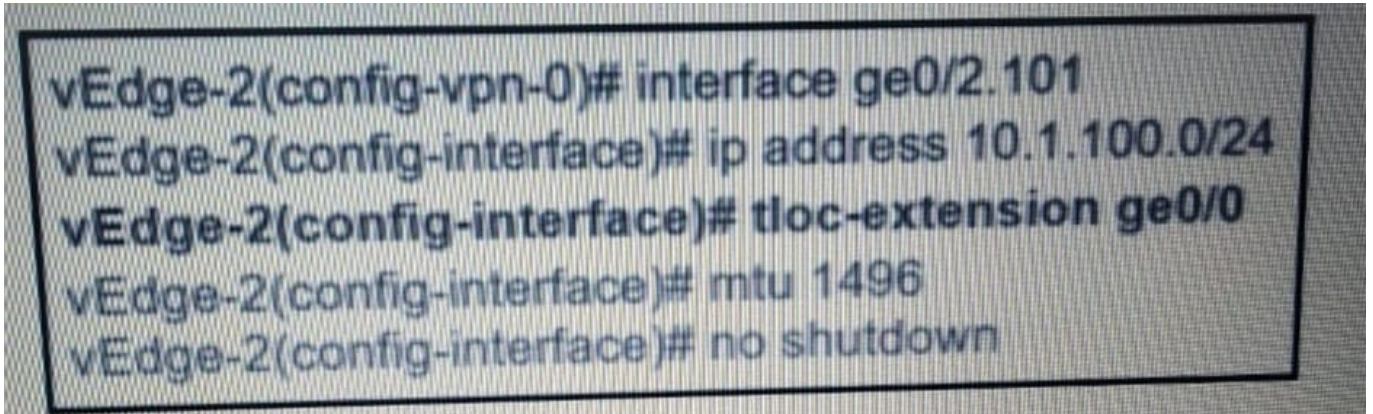 vEdge-2(config-vpn-0)# interface ge0/2.101
vEdge-2(config-interface)# ip address 10.1.100.0/24
vEdge-2(config-interface)# tloc-extension ge0/0
vEdge-2(config-interface)# mtu 1496
vEdge-2(config-interface)# no shutdown